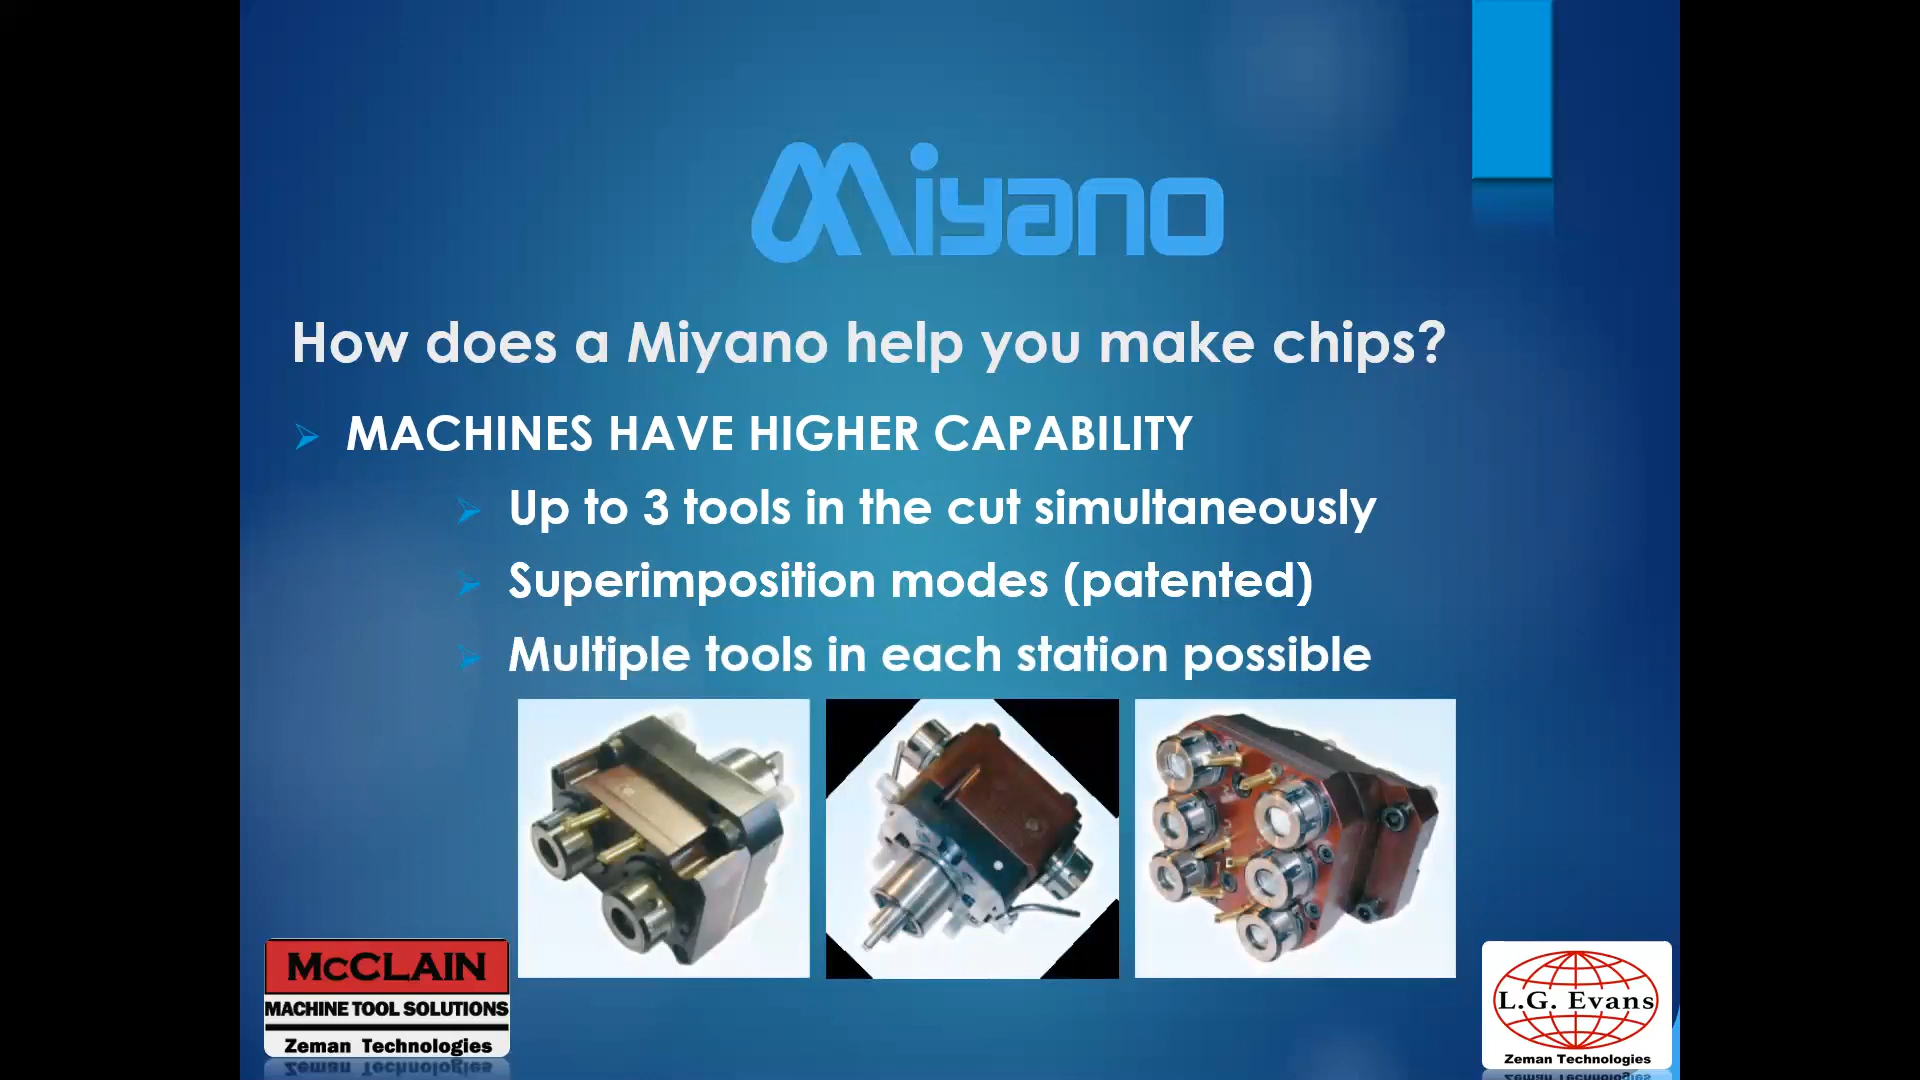 Miyano
How does a Miyano help you make chips?
MACHINES HAVE HIGHER CAPABILITY
Up to 3 tools in the cut simultaneously
Superimposition modes (patented)
Multiple tools in each station possible
McCLAIN
MACHINE TOOL SOLUTIONS
Zeman Technologies
L.G. Evans
Zeman Technologies